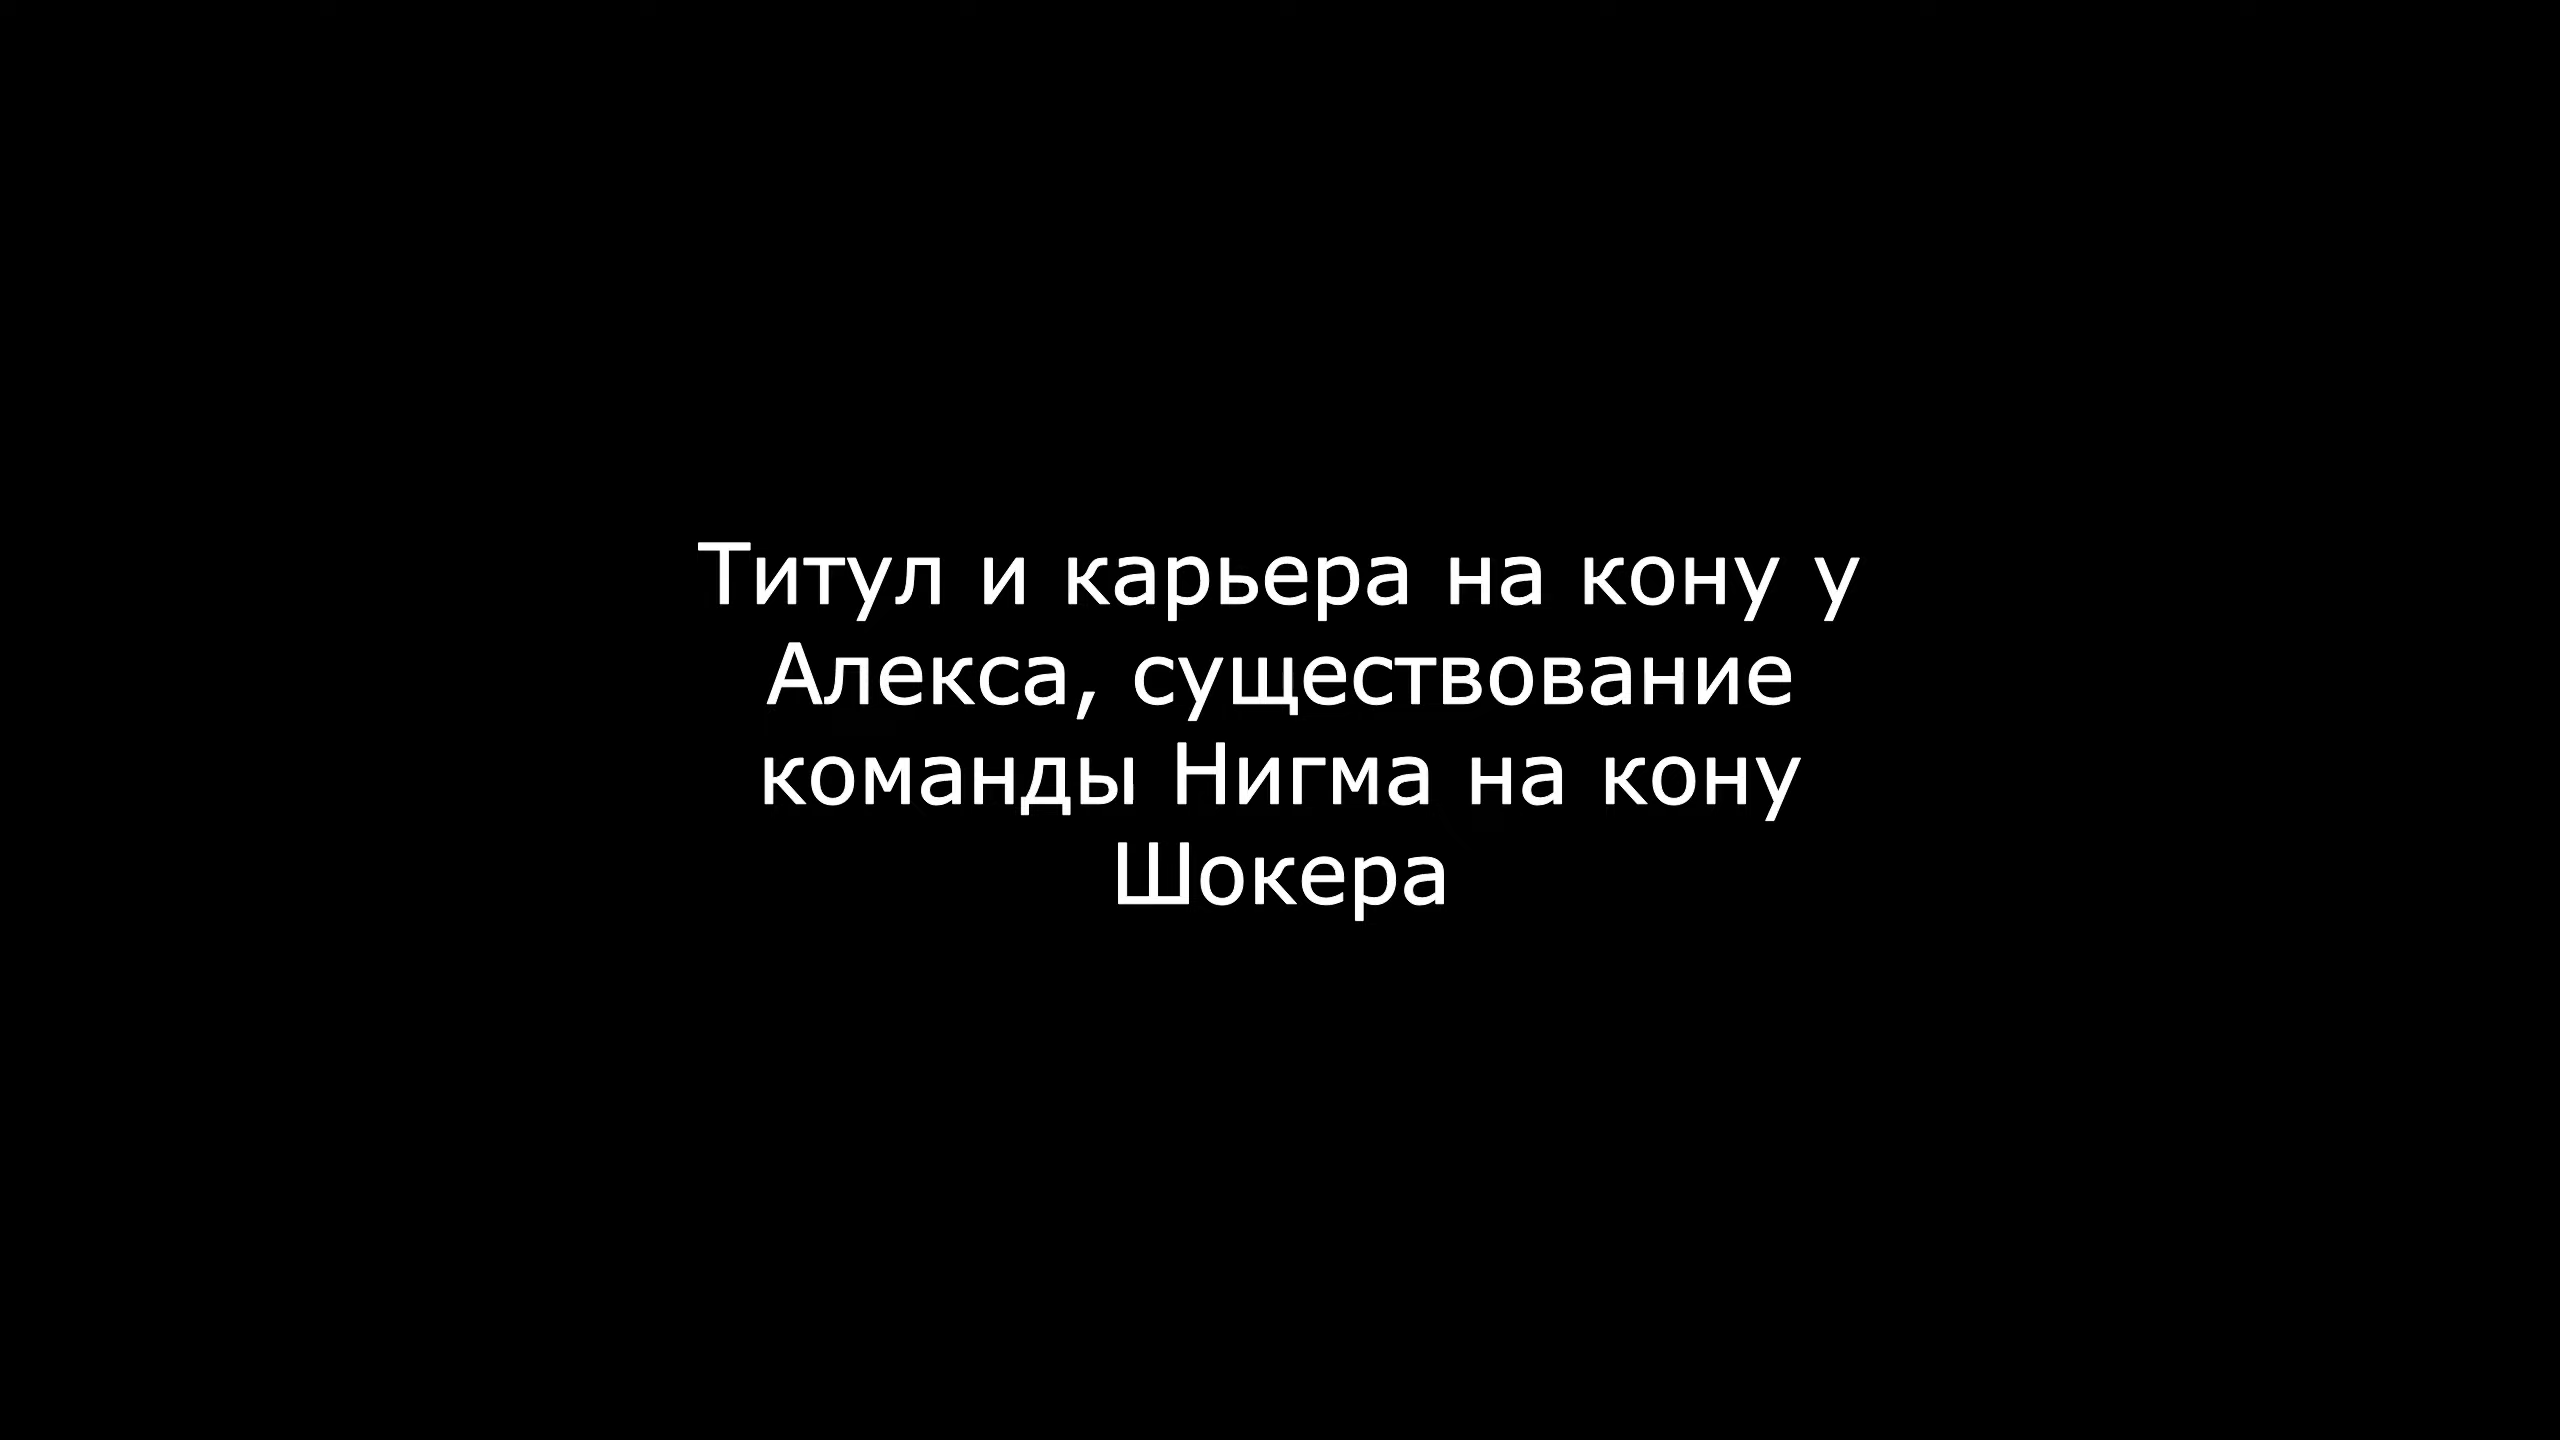 Титул и карьера на кону у
Алекса, существование
команды Нигма на кону
Шокера